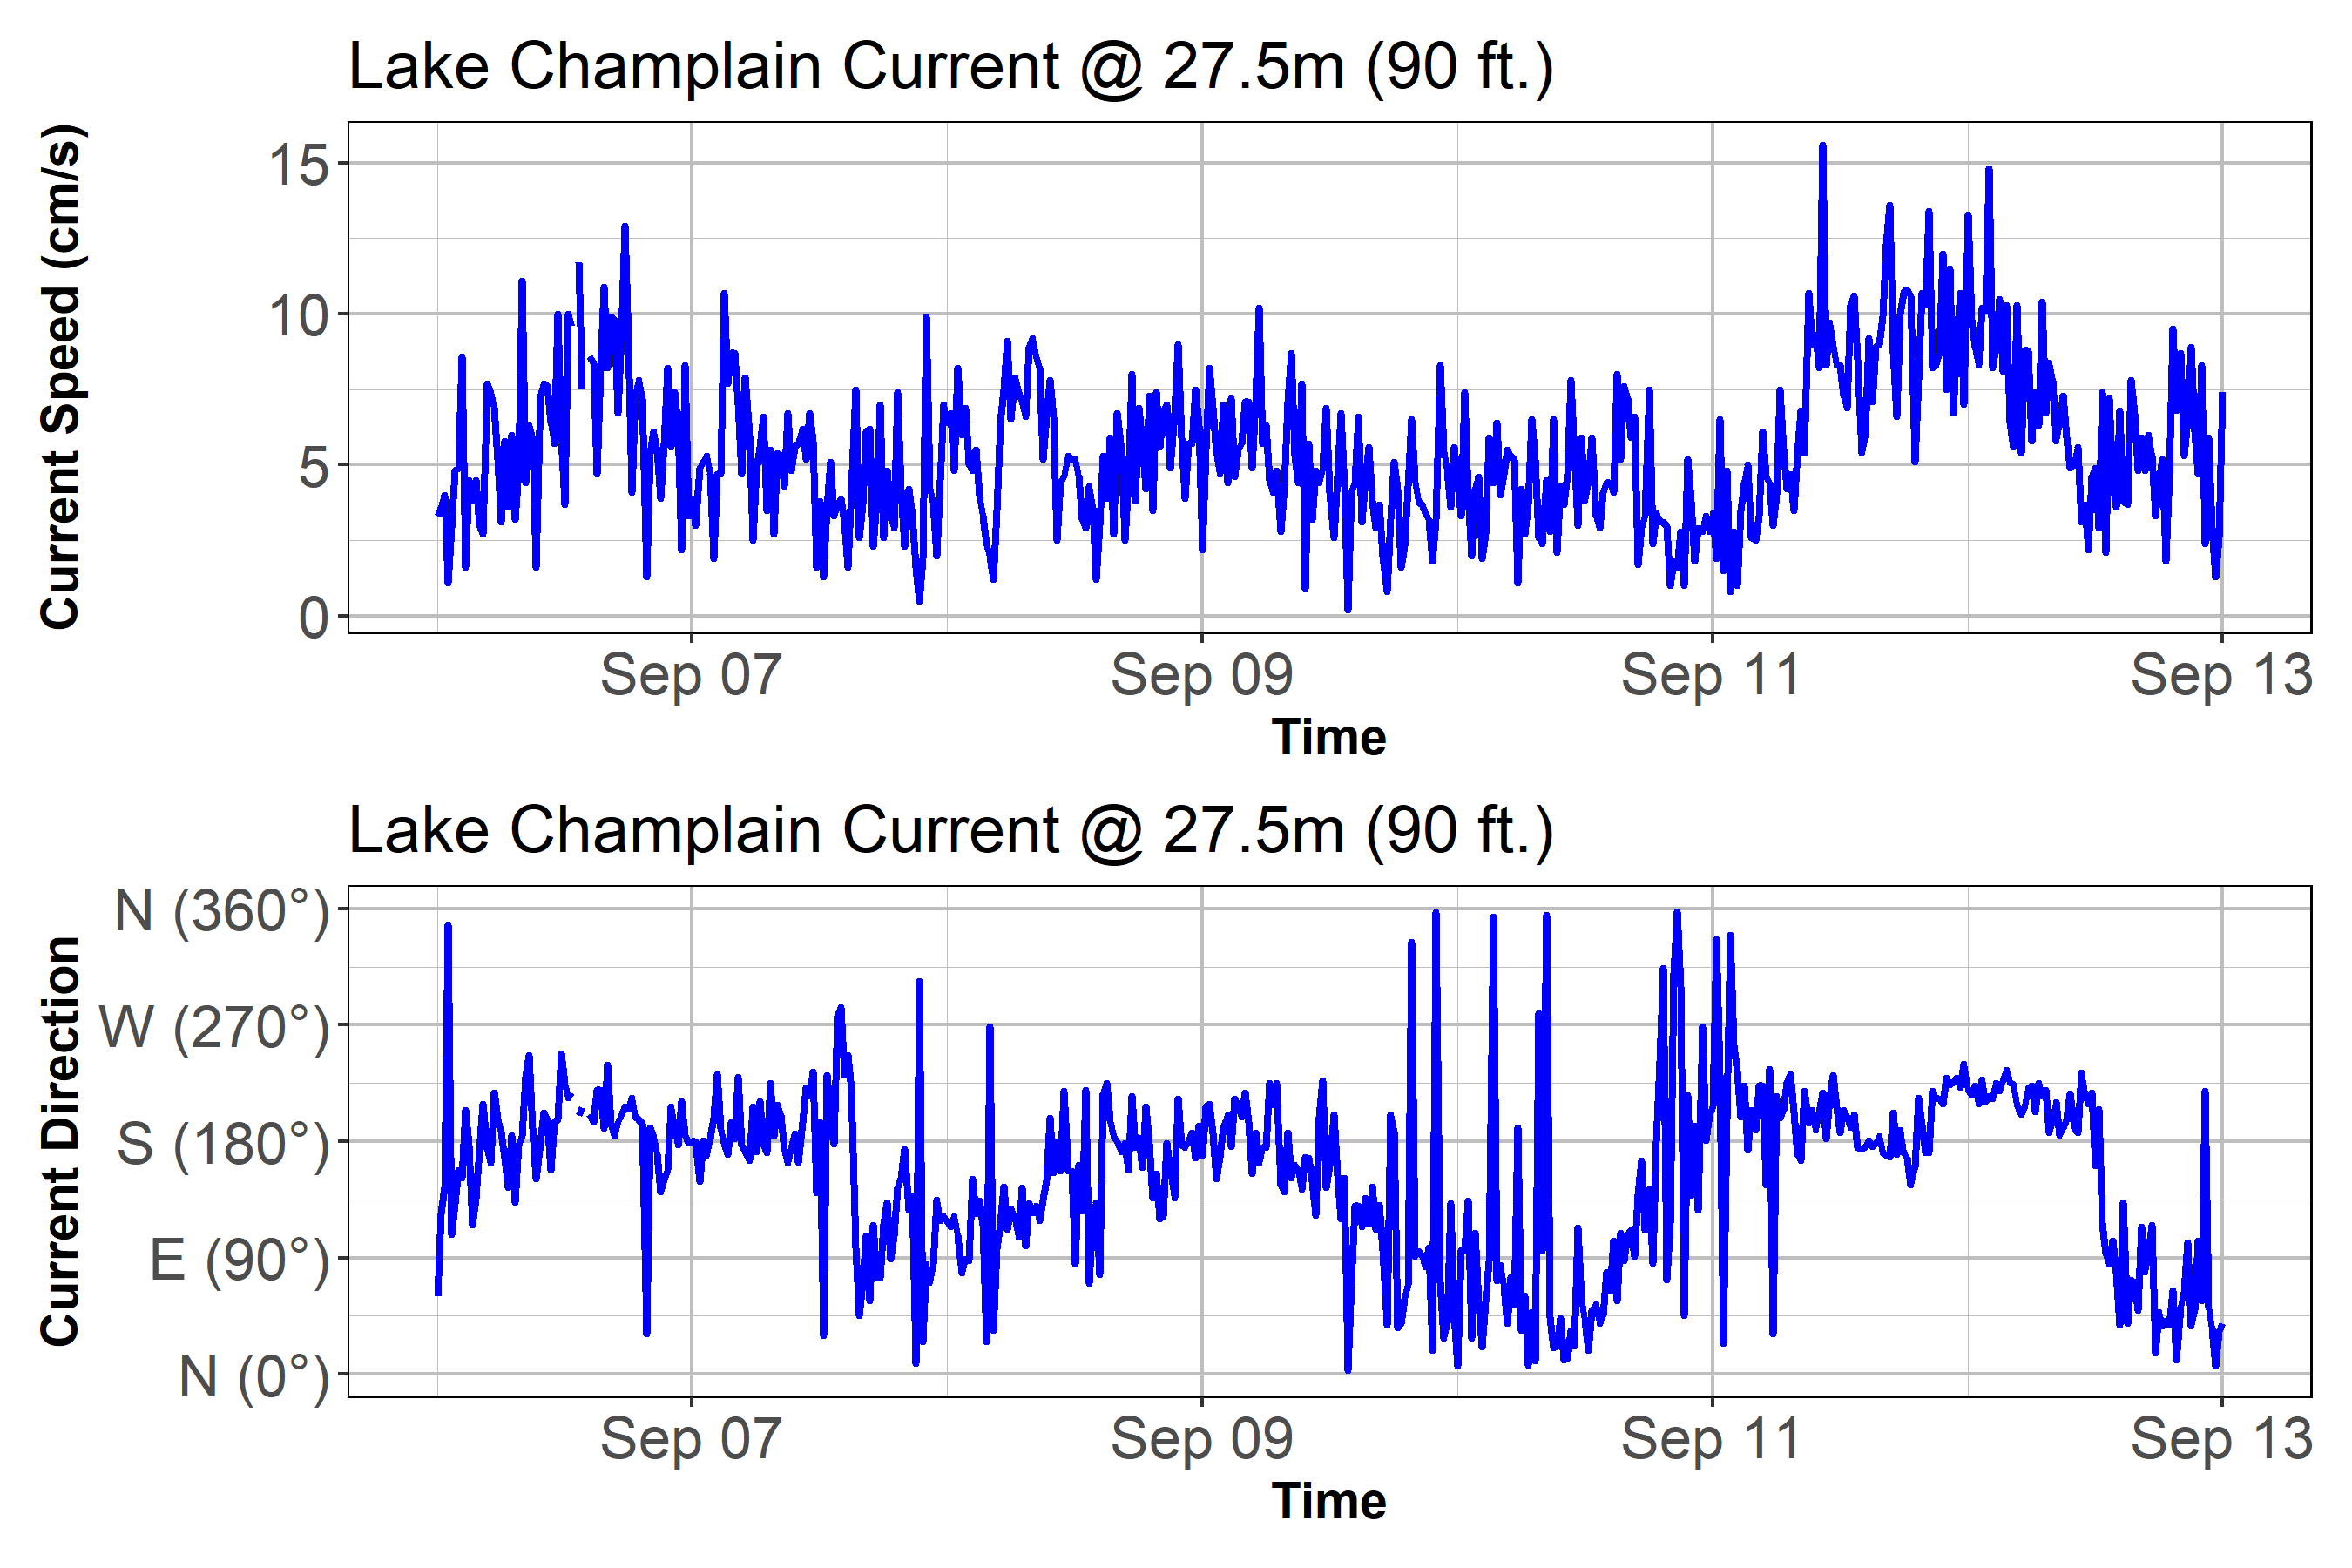 Lake Champlain Current @ 27.5m (90 ft.)
Current Speed (cm/s)
15
10
5
0
Sep 07 Sep 09 Sep 11 Sep 13
Time
Lake Champlain Current @ 27.5m (90 ft.)
Current Direction
N (360°)
W (270°)
S (180°)
E (90°)
N (0°)
Sep 07 Sep 09 Sep 11 Sep 13
Time